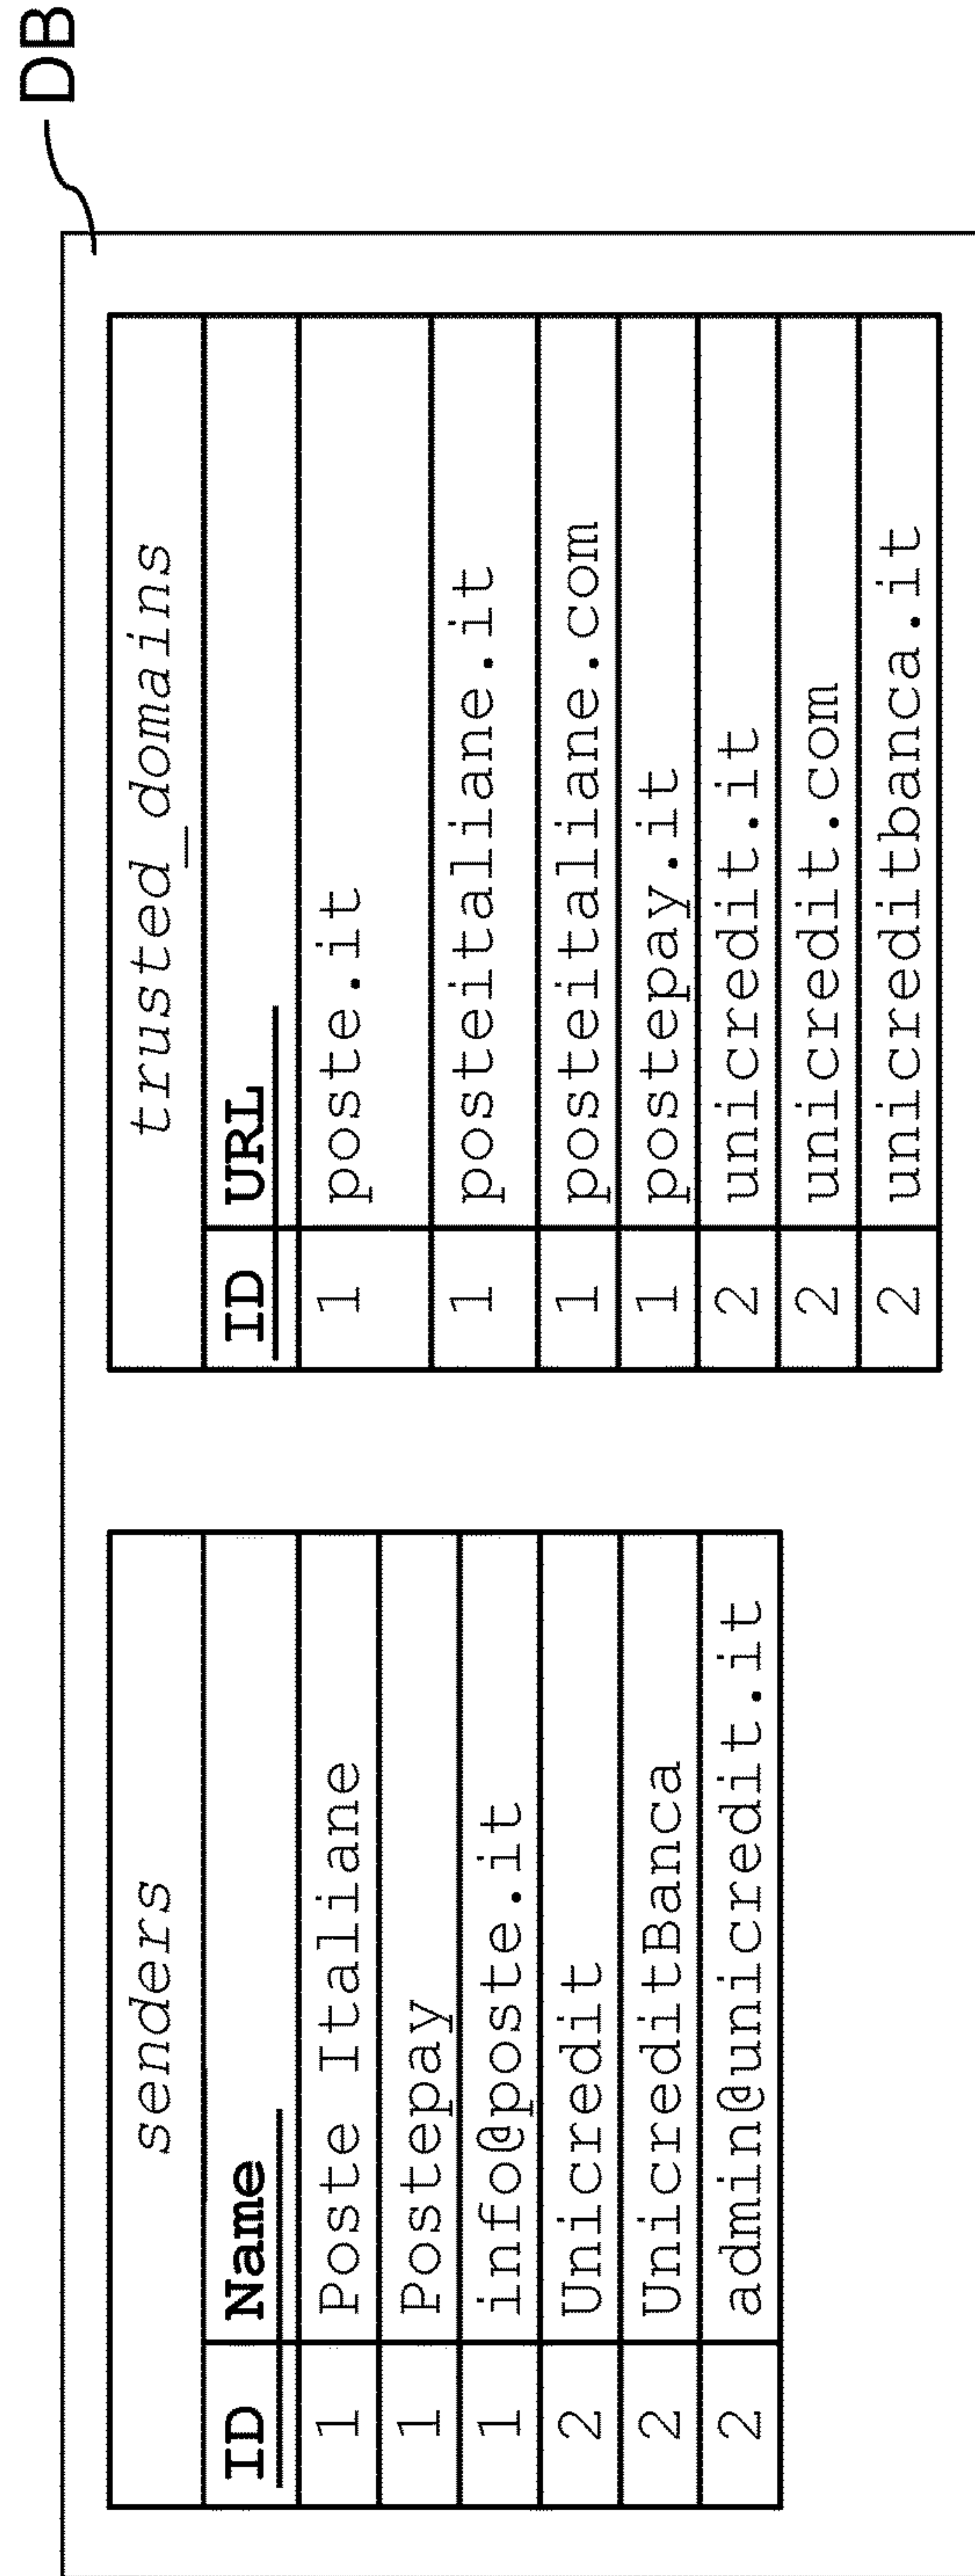 DB
senders
ID Name
1 Poste Italiane
1 Postepay
1 info@poste.it
2 Unicredit
2 UnicreditBanca
2 admin@unicredit.it
trusted_domains
ID URL
1 poste.it
1 posteitaliane.it
1 posteitaliane.com
1 postepay.it
2 unicredit.it
2 unicredit.com
2 unicreditbanca.it